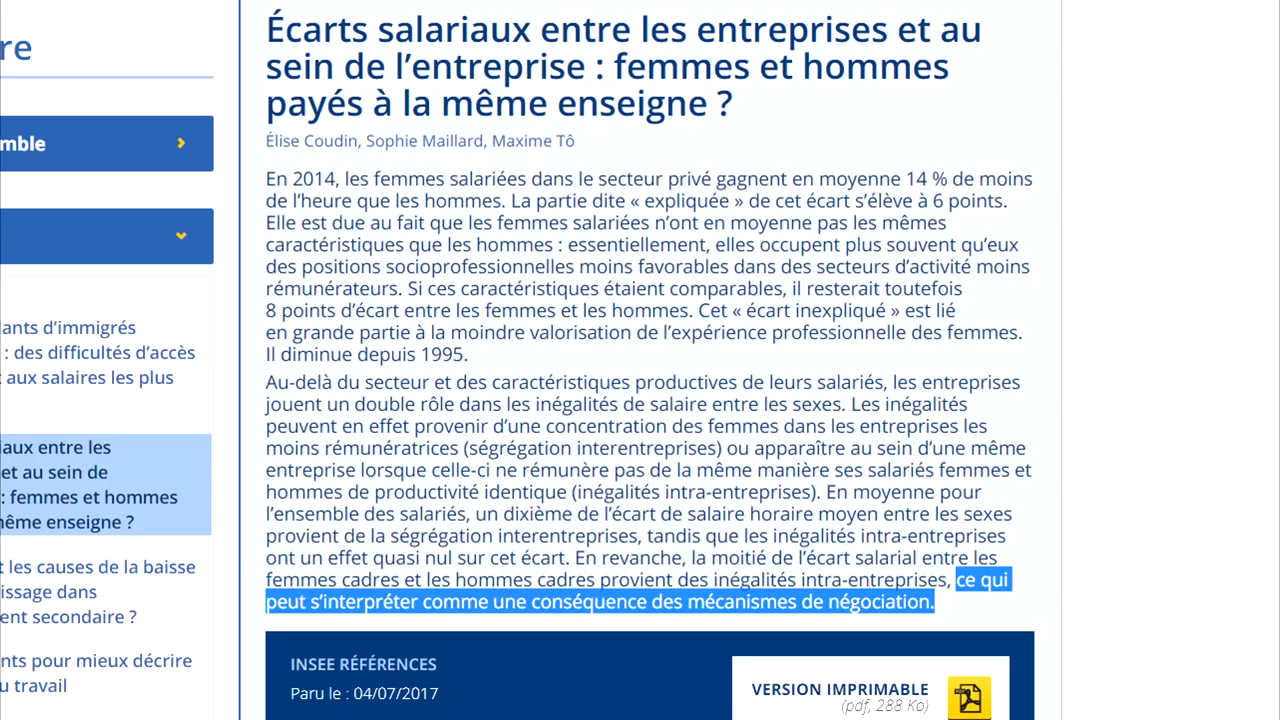 re
mble
lants d’immigrés
: des difficultés d’accès
aux salaires les plus
iaux entre les
et au sein de
: femmes et hommes
même enseigne ?
t les causes de la baisse
issage dans
ent secondaire ?
nts pour mieux décrire
u travail
Écarts salariaux entre les entreprises et au
sein de l’entreprise : femmes et hommes
payés à la même enseigne ?
Élise Coudin, Sophie Maillard, Maxime Tô
En 2014, les femmes salariées dans le secteur privé gagnent en moyenne 14 % de moins
de l’heure que les hommes. La partie dite « expliquée » de cet écart s’élève à 6 points.
Elle est due au fait que les femmes salariées n’ont en moyenne pas les mêmes
caractéristiques que les hommes : essentiellement, elles occupent plus souvent qu’eux
des positions socioprofessionnelles moins favorables dans des secteurs d’activité moins
rémunérateurs. Si ces caractéristiques étaient comparables, il resterait toutefois
8 points d’écart entre les femmes et les hommes. Cet « écart inexpliqué » est lié
en grande partie à la moindre valorisation de l’expérience professionnelle des femmes.
Il diminue depuis 1995.
Au-delà du secteur et des caractéristiques productives de leurs salariés, les entreprises
jouent un double rôle dans les inégalités de salaire entre les sexes. Les inégalités
peuvent en effet provenir d’une concentration des femmes dans les entreprises les
moins rémunératrices (ségrégation interentreprises) ou apparaître au sein d’une même
entreprise lorsque celle-ci ne rémunère pas de la même manière ses salariés femmes et
hommes de productivité identique (inégalités intra-entreprises). En moyenne pour
l’ensemble des salariés, un dixième de l’écart de salaire horaire moyen entre les sexes
provient de la ségrégation interentreprises, tandis que les inégalités intra-entreprises
ont un effet quasi nul sur cet écart. En revanche, la moitié de l’écart salarial entre les
femmes cadres et les hommes cadres provient des inégalités intra-entreprises, ce qui
peut s’interpréter comme une conséquence des mécanismes de négociation.
INSEE RÉFÉRENCES
Paru le : 04/07/2017
VERSION IMPRIMABLE
(pdf, 288 Ko)